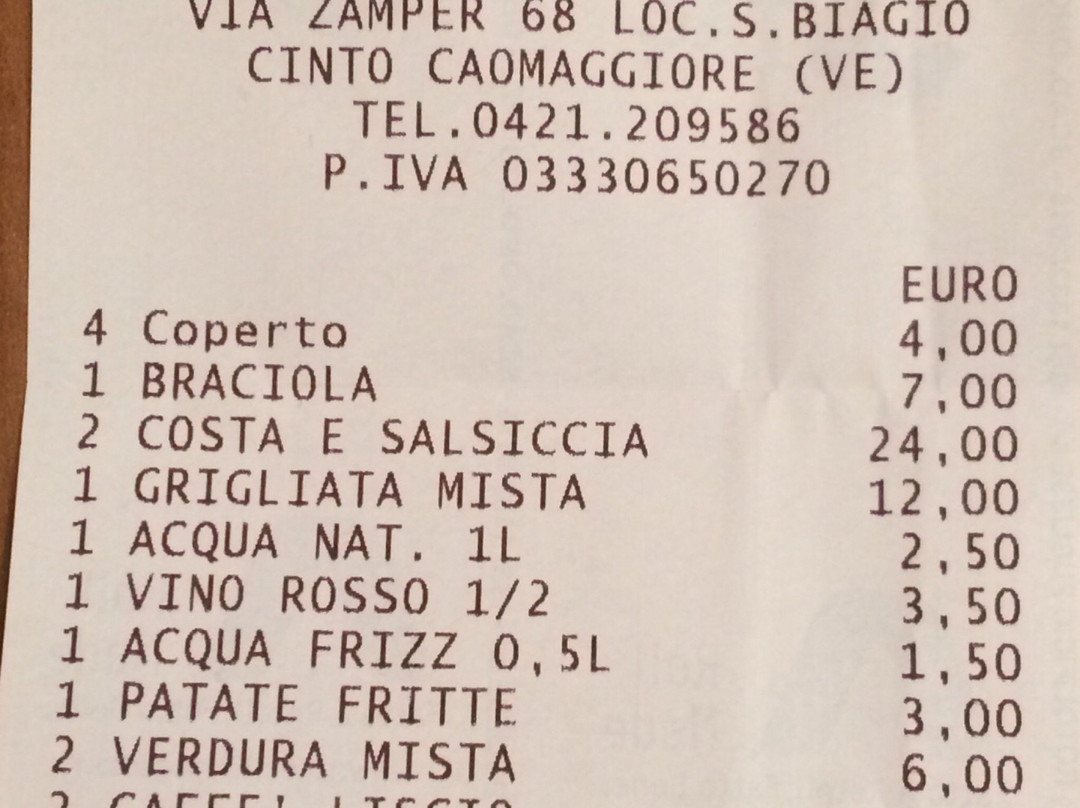 VIA ZAMPER 68 LOC.S.BIAGIO
CINTO CAOMAGGIORE (VE)
TEL.0421.209586
P.IVA 03330650270
EURO
4 Coperto 4,00
1 BRACIOLA 7,00
2 COSTA E SALSICCIA 24,00
1 GRIGLIATA MISTA 12,00
1 ACQUA NAT. 1L 2,50
1 VINO ROSSO 1/2 3,50
1 ACQUA FRIZZ 0,5L 1,50
1 PATATE FRITTE 3,00
2 VERDURA MISTA 6,00
2 CAFFE' LISCIO